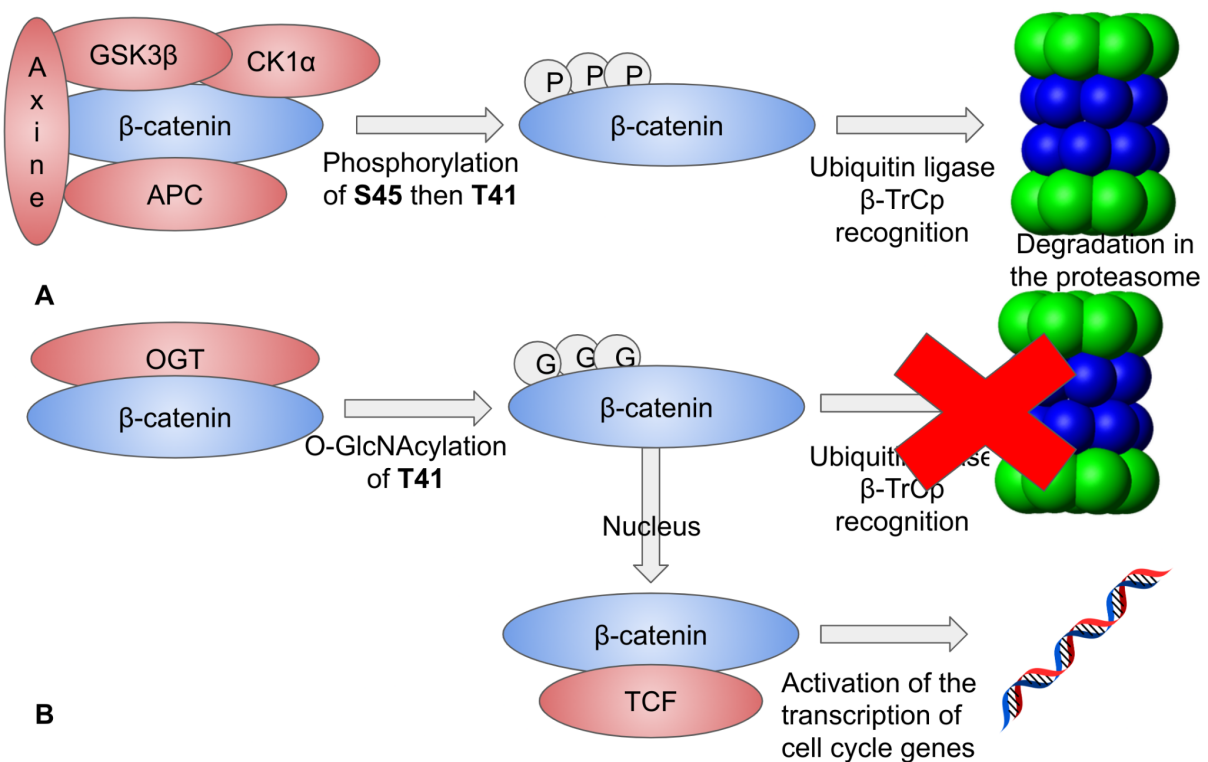 Axine
GSK3β
CK1α
β-catenin
APC
Phosphorylation
of S45 then T41
P P P
β-catenin
Ubiquitin ligase
β-TrCp
recognition
Degradation in
the proteasome
A
OGT
β-catenin
O-GlcNAcylation
of T41
G G G
β-catenin
Nucleus
β-TrCp
recognition
β-catenin
TCF
Activation of the
transcription of
cell cycle genes
B